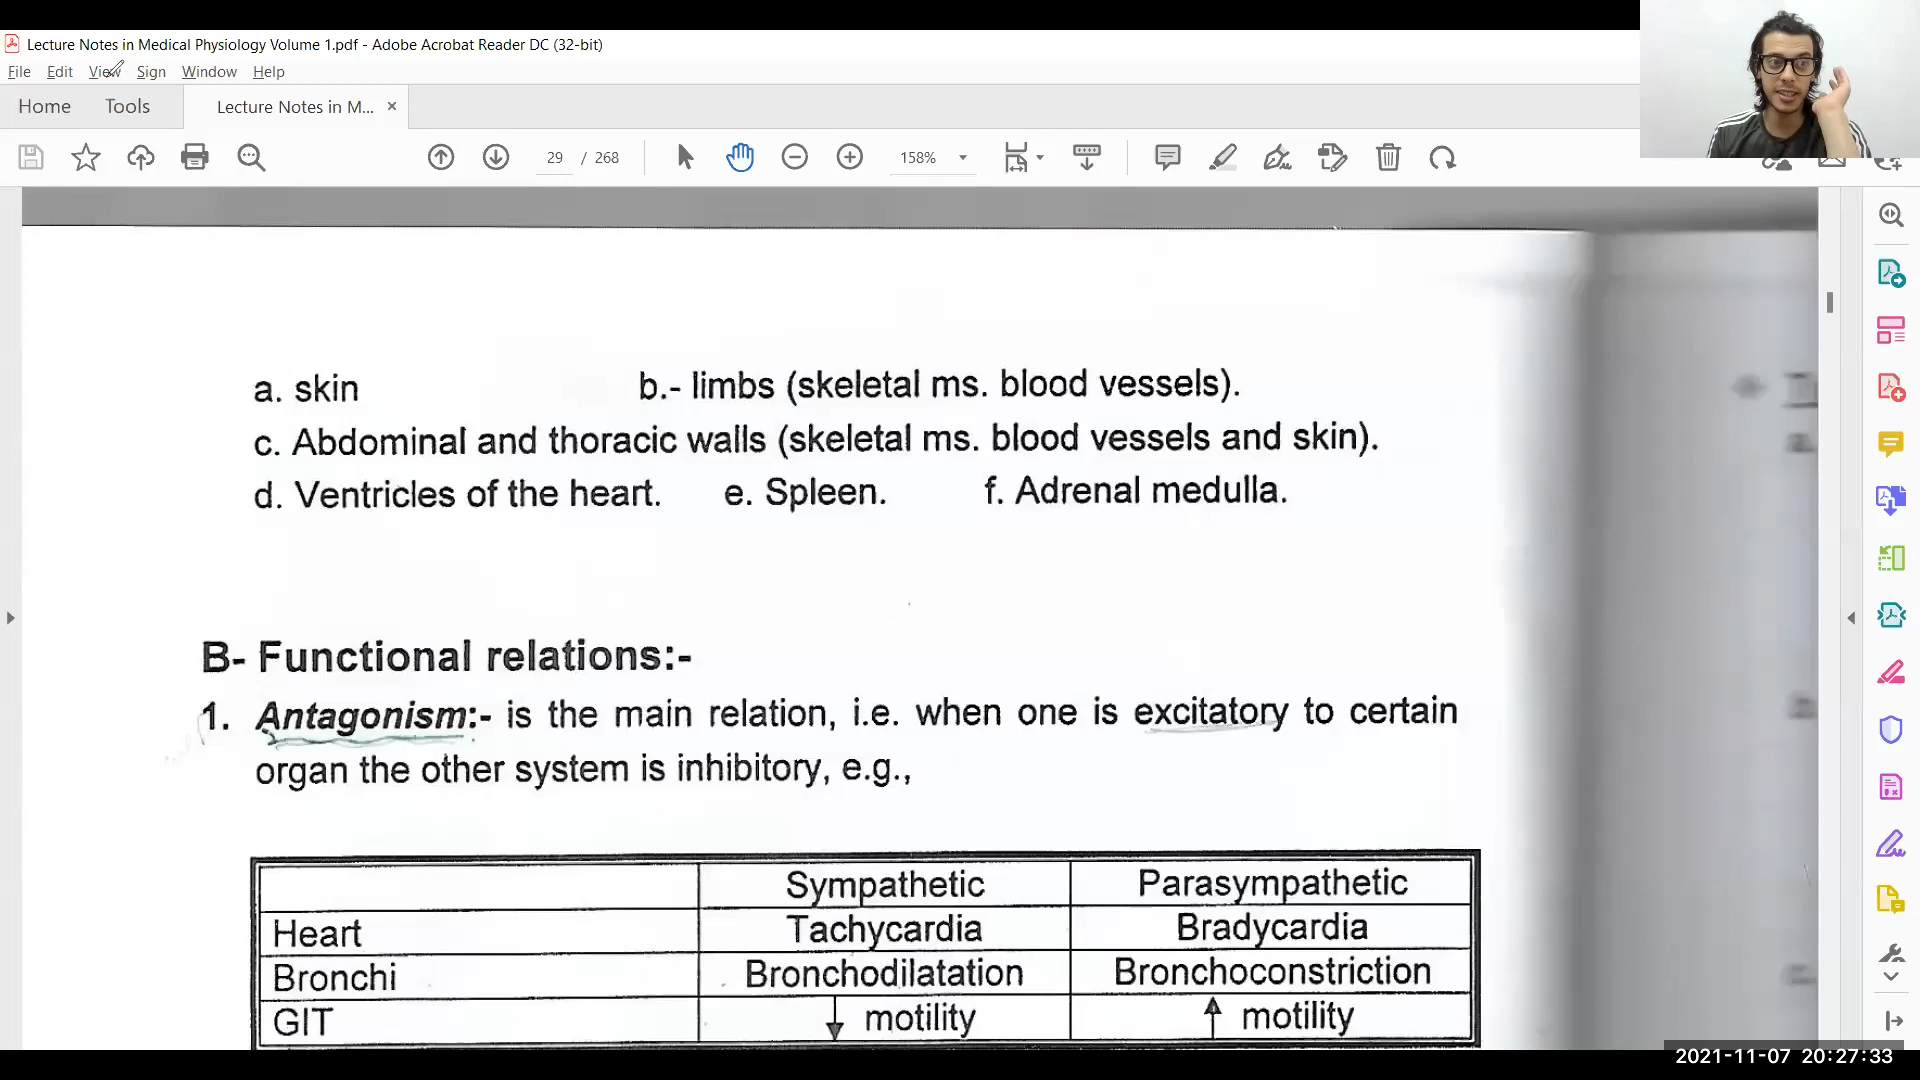 Lecture Notes in Medical Physiology Volume 1.pdf - Adobe Acrobat Reader DC (32-bit)
File Edit View Sign Window Help
Home Tools Lecture Notes in M... ×
29 / 268 158%
a. skin b.- limbs (skeletal ms. blood vessels).
c. Abdominal and thoracic walls (skeletal ms. blood vessels and skin).
d. Ventricles of the heart. e. Spleen. f. Adrenal medulla.
B- Functional relations:-
1. Antagonism:- is the main relation, i.e. when one is excitatory to certain
organ the other system is inhibitory, e.g.,
Sympathetic Parasympathetic
Heart Tachycardia Bradycardia
Bronchi Bronchodilatation Bronchoconstriction
GIT ↓ motility ↑ motility
2021-11-07 20:27:33